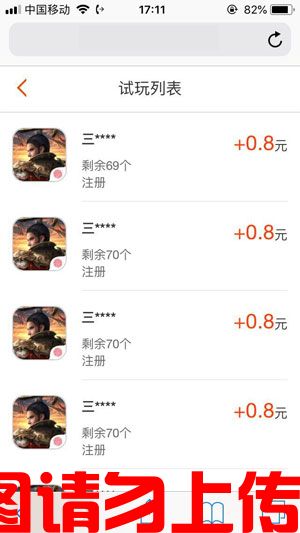 中国移动 17:11 82%
试玩列表
三****
+0.8元
剩余69个
注册
三****
+0.8元
剩余70个
注册
三****
+0.8元
剩余70个
注册
三****
+0.8元
剩余70个
注册
图请勿上传